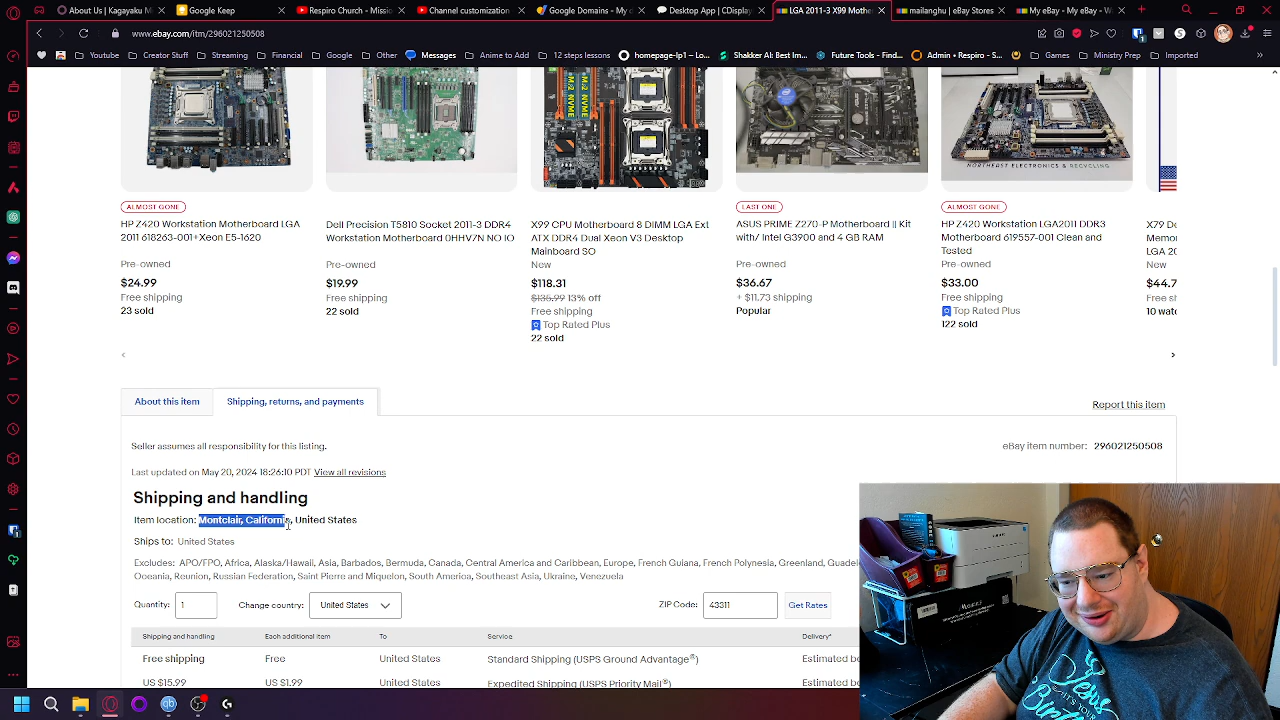 About Us | Kagayaku M
Google Keep
Respiro Church - Missio
Channel customization
Google Domains - My d
Desktop App | CDisplay
LGA 2011-3 X99 Mother
mailanghu | eBay Stores
My eBay - My eBay - W
www.ebay.com/itm/296021250508
Youtube
Creator Stuff
Streaming
Financial
Google
Other
Messages
Anime to Add
12 steps lessons
homepage-lp1 – Lo...
Shakker AI: Best Im...
Future Tools - Find...
Admin • Respiro - S...
Games
Ministry Prep
Imported
M.2 NVME
M.2 NVME
intel
NORTHEAST ELECTRONICS & RECYCLING
ALMOST GONE
HP Z420 Workstation Motherboard LGA
2011 618263-001+Xeon E5-1620
Pre-owned
$24.99
Free shipping
23 sold
Dell Precision T5810 Socket 2011-3 DDR4
Workstation Motherboard 0HHV7N NO IO
Pre-owned
$19.99
Free shipping
22 sold
X99 CPU Motherboard 8 DIMM LGA Ext
ATX DDR4 Dual Xeon V3 Desktop
Mainboard SO
New
$118.31
$135.99 13% off
Free shipping
Top Rated Plus
22 sold
LAST ONE
ASUS PRIME Z270-P Motherboard || Kit
with/ Intel G3900 and 4 GB RAM
Pre-owned
$36.67
+ $11.73 shipping
Popular
ALMOST GONE
HP Z420 Workstation LGA2011 DDR3
Motherboard 619557-001 Clean and
Tested
Pre-owned
$33.00
Free shipping
Top Rated Plus
122 sold
X79 De
Memor
LGA 20
New
$44.7
Free sh
10 watc
About this item
Shipping, returns, and payments
Report this item
Seller assumes all responsibility for this listing.
eBay item number: 296021250508
Last updated on May 20, 2024 18:26:10 PDT View all revisions
Shipping and handling
Item location: Montclair, California, United States
Ships to: United States
Excludes: APO/FPO, Africa, Alaska/Hawaii, Asia, Barbados, Bermuda, Canada, Central America and Caribbean, Europe, French Guiana, French Polynesia, Greenland, Guadel
Oceania, Reunion, Russian Federation, Saint Pierre and Miquelon, South America, Southeast Asia, Ukraine, Venezuela
Quantity: 1
Change country: United States
ZIP Code: 43311
Get Rates
Shipping and handling
Each additional item
To
Service
Delivery*
Free shipping
Free
United States
Standard Shipping (USPS Ground Advantage®)
Estimated be
US $15.99
US $1.99
United States
Expedited Shipping (USPS Priority Mail®)
Estimated be
Jesus